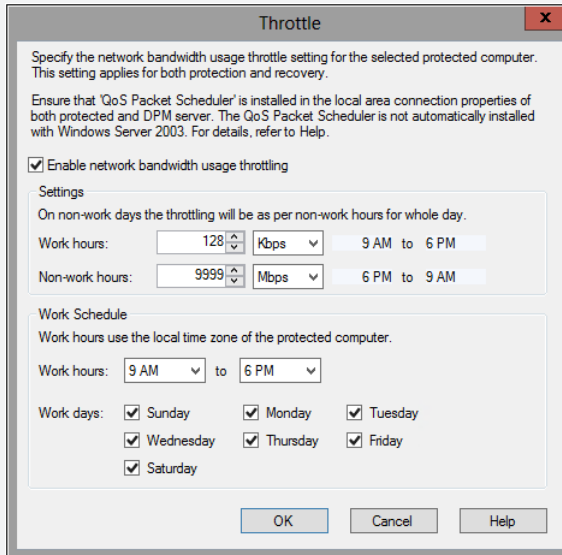 Throttle
x
Specify the network bandwidth usage throttle setting for the selected protected computer.
This setting applies for both protection and recovery.
Ensure that 'QoS Packet Scheduler' is installed in the local area connection properties of
both protected and DPM server. The QoS Packet Scheduler is not automatically installed
with Windows Server 2003. For details, refer to Help.
Enable network bandwidth usage throttling
Settings
On non-work days the throttling will be as per non-work hours for whole day.
Work hours: 128 Kbps 9 AM to 6 PM
Non-work hours: 9999 Mbps 6 PM to 9 AM
Work Schedule
Work hours use the local time zone of the protected computer.
Work hours: 9 AM to 6 PM
Work days: Sunday Monday Tuesday
Wednesday Thursday Friday
Saturday
OK Cancel Help